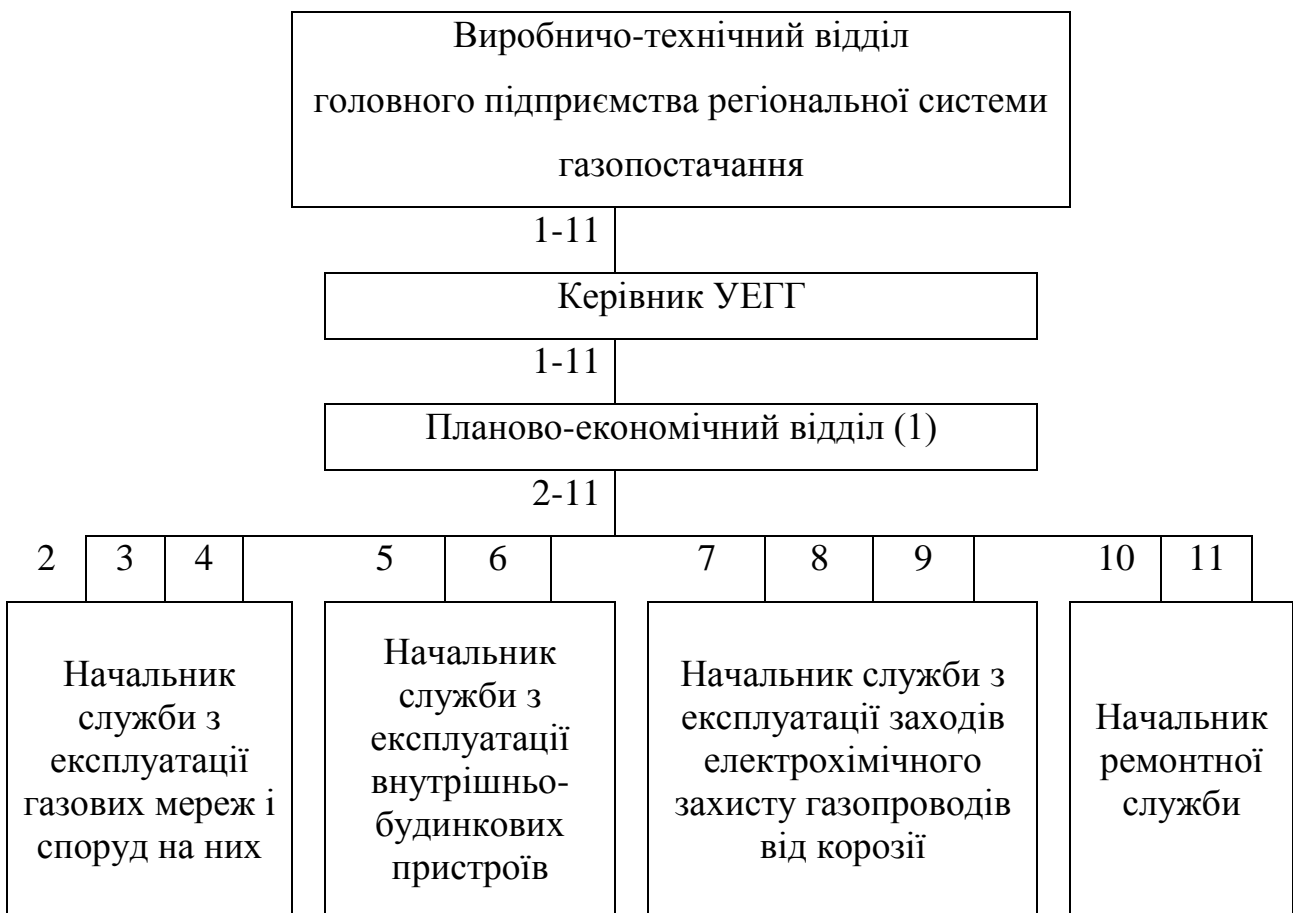 Виробничо-технічний відділ
головного підприємства регіональної системи
газопостачання
1-11
Керівник УЕГГ
1-11
Планово-економічний відділ (1)
2-11
2 3 4 5 6 7 8 9 10 11
Начальник
служби з
експлуатації
газових мереж і
споруд на них
Начальник
служби з
експлуатації
внутрішньо-
будинкових
пристроїв
Начальник служби з
експлуатації заходів
електрохімічного
захисту газопроводів
від корозії
Начальник
ремонтної
служби